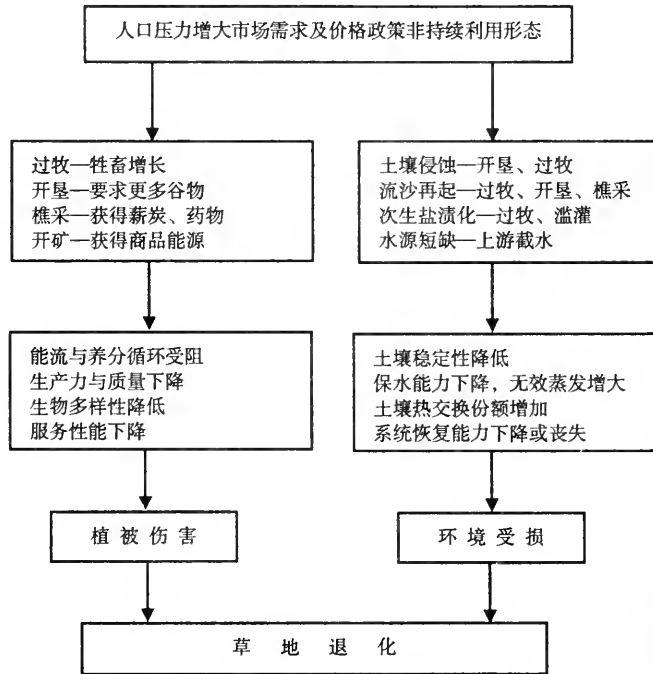 人口压力增大市场需求及价格政策非持续利用形态
过牧—牲畜增长
开垦—要求更多谷物
樵采—获得薪炭、药物
开矿—获得商品能源
土壤侵蚀—开垦、过牧
流沙再起—过牧、开垦、樵采
次生盐渍化—过牧、滥灌
水源短缺—上游截水
能流与养分循环受阻
生产力与质量下降
生物多样性降低
服务性能下降
土壤稳定性降低
保水能力下降，无效蒸发增大
土壤热交换份额增加
系统恢复能力下降或丧失
植被伤害
环境受损
草地退化